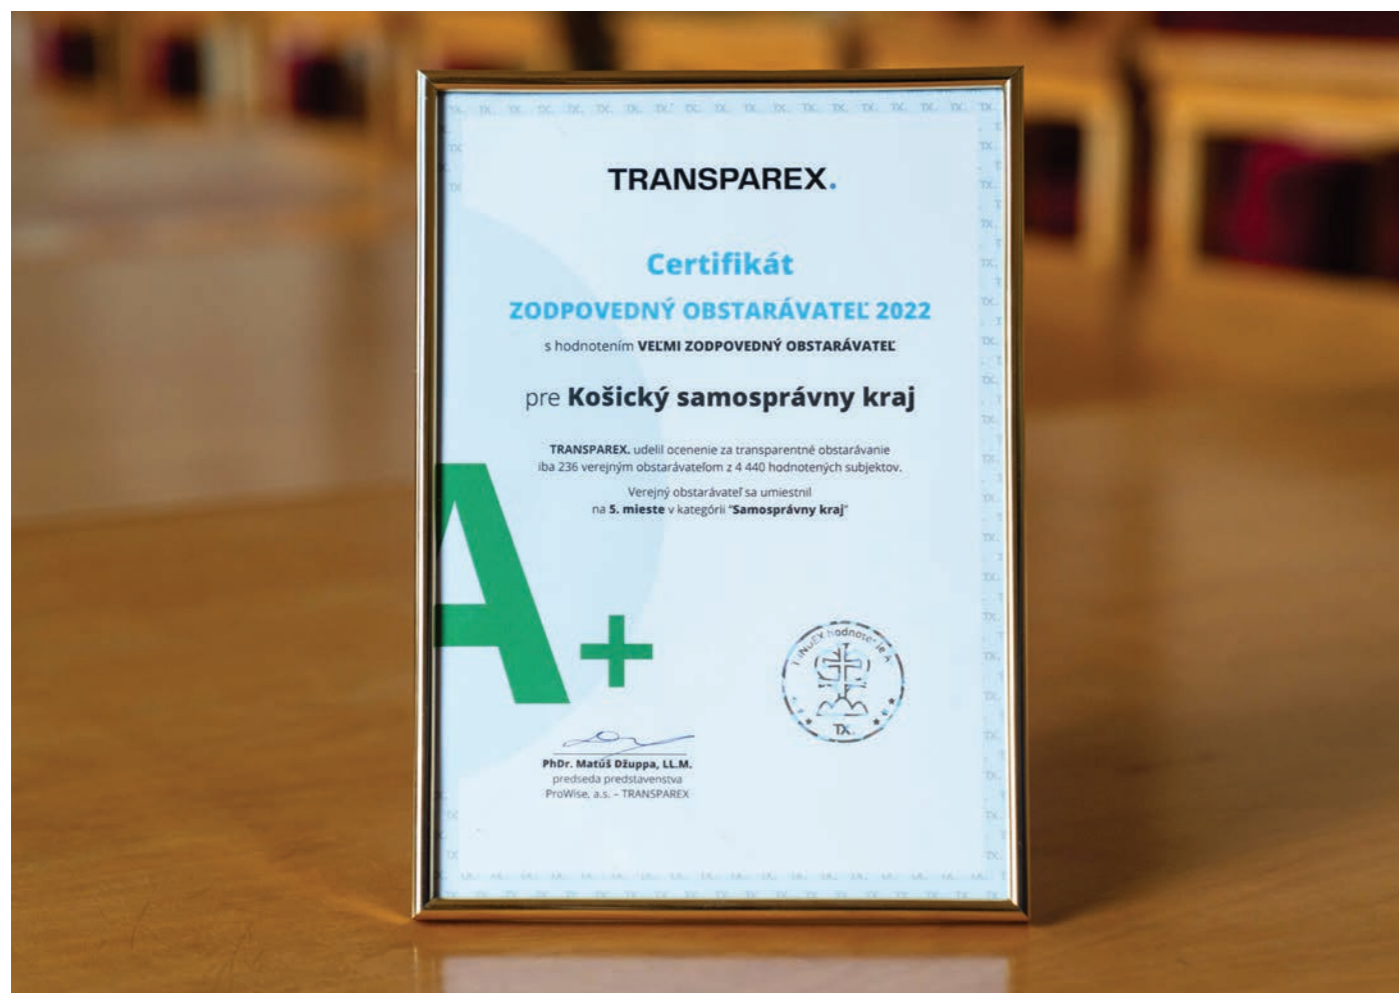 TRANSPAREX.
Certifikát
ZODPOVEDNÝ OBSTARÁVATEĽ 2022
s hodnotením VEĽMI ZODPOVEDNÝ OBSTARÁVATEĽ
pre Košický samosprávny kraj
TRANSPAREX. udelil ocenenie za transparentné obstarávanie
iba 236 verejným obstarávateľom z 4 440 hodnotených subjektov.
Verejný obstarávateľ sa umiestnil
na 5. mieste v kategórii "Samosprávny kraj"
A+
TX.
PhDr. Matúš Džuppa, LL.M.
predseda predstavenstva
ProWise, a.s. – TRANSPAREX